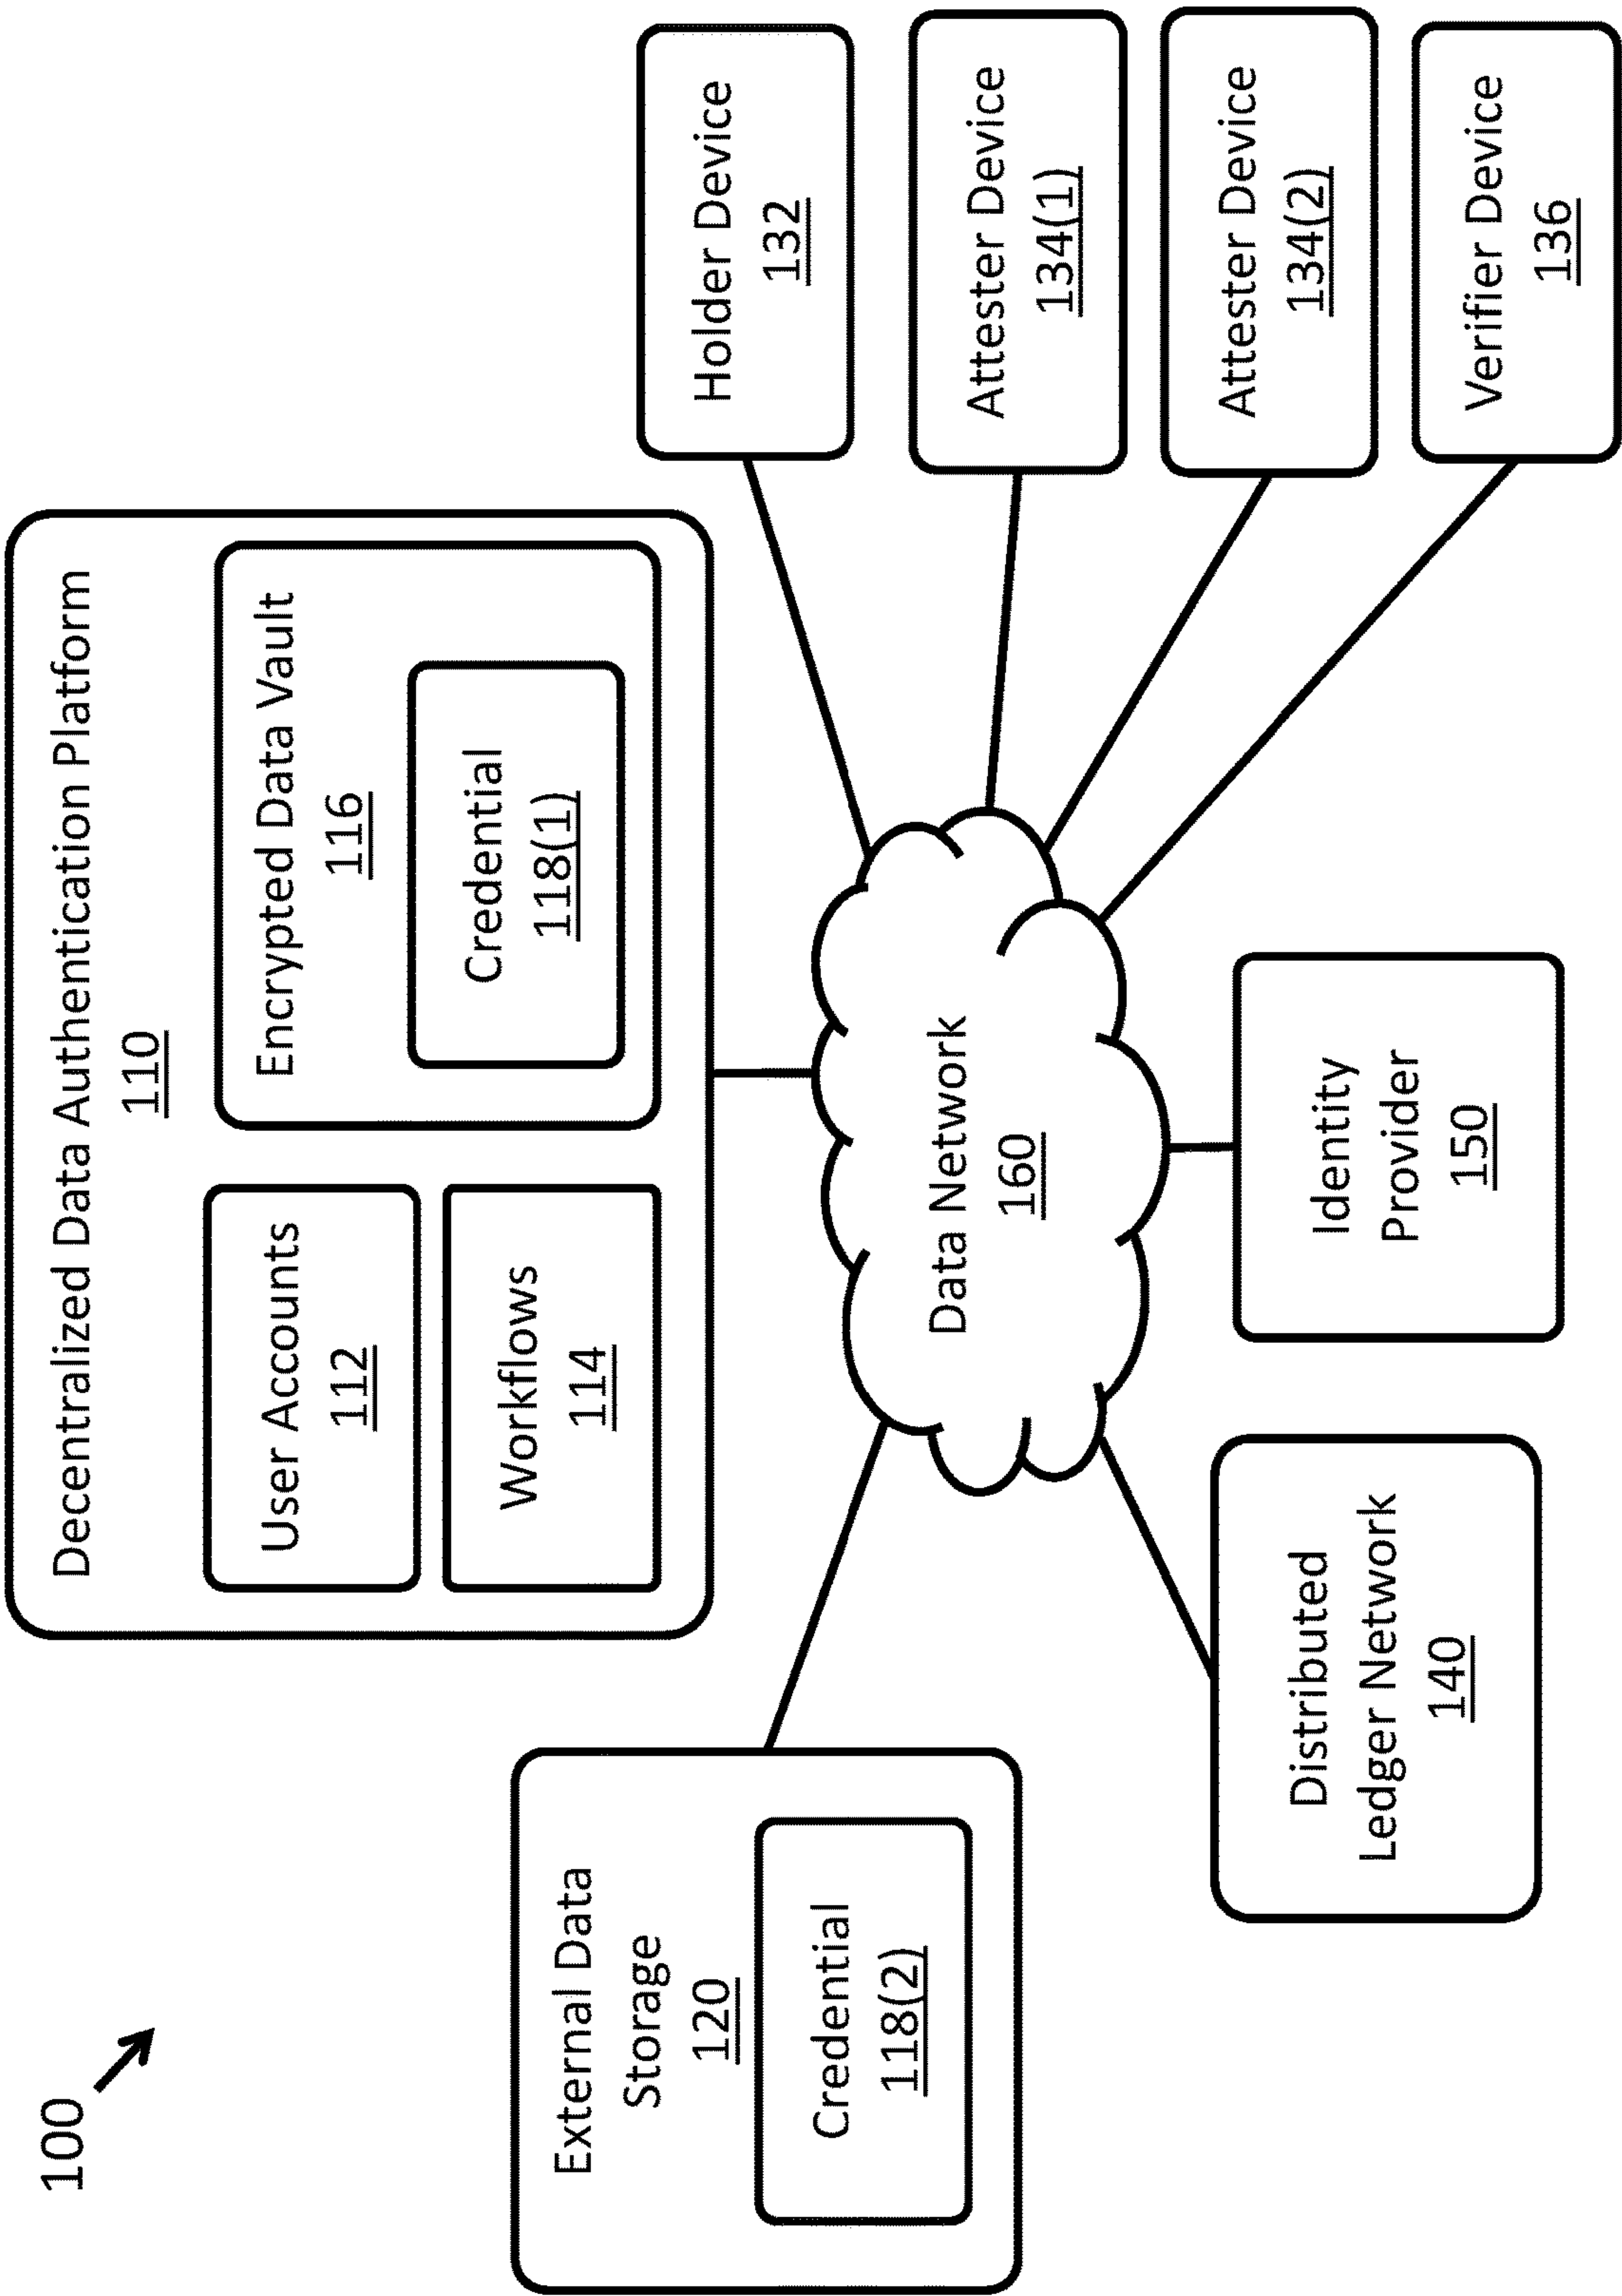 100
Decentralized Data Authentication Platform
110
User Accounts
112
Workflows
114
Encrypted Data Vault
116
Credential
118(1)
External Data
Storage
120
Credential
118(2)
Data Network
160
Holder Device
132
Attester Device
134(1)
Attester Device
134(2)
Verifier Device
136
Distributed
Ledger Network
140
Identity
Provider
150